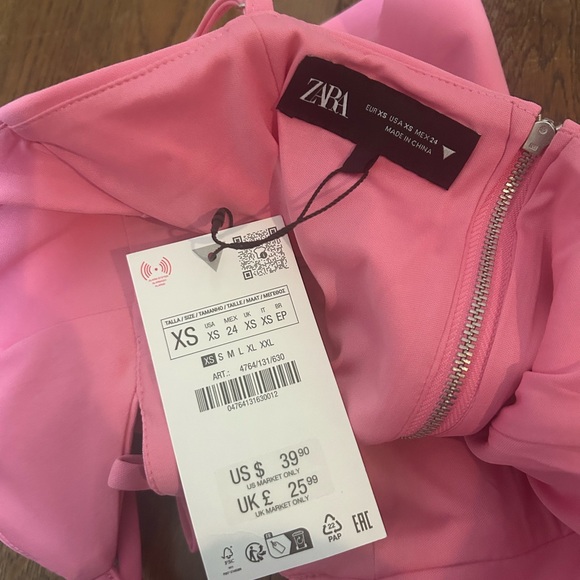 ZARA
EUR XS USA XS MEX 24
MADE IN CHINA
TALLA / SIZE / TAMANHO / TAILLE / MAAT / ΜΕΓΕΘΟΣ
XS
USA MEX UK IT BR
XS 24 XS XS EP
XS S M L XL XXL
ART.: 4764/131/630
04764131630012
US $ 39.90
US MARKET ONLY
UK £ 25.99
UK MARKET ONLY
FSC
22
PAP
EAC